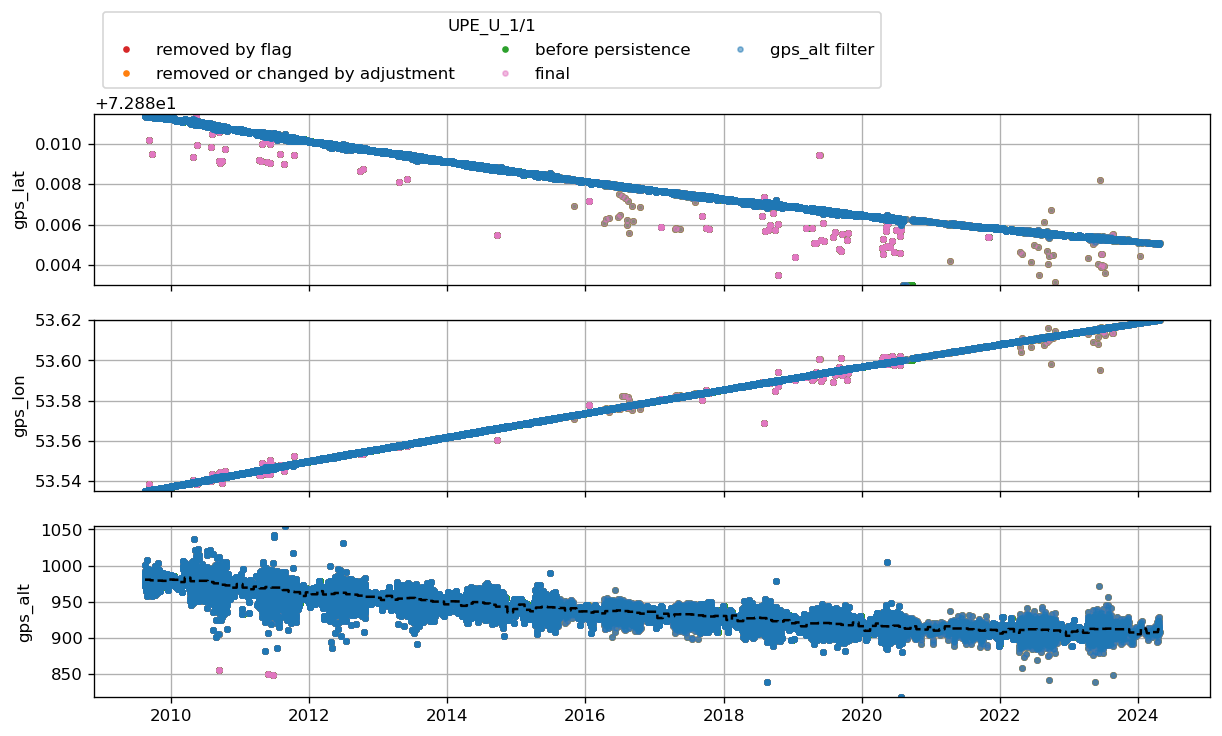 UPE_U_1/1
removed by flag
before persistence
gps_alt filter
removed or changed by adjustment
final
+7.288e1
0.010
0.008
0.006
0.004
gps_lat
53.62
53.60
53.58
53.56
53.54
gps_lon
1050
1000
950
900
850
gps_alt
2010 2012 2014 2016 2018 2020 2022 2024